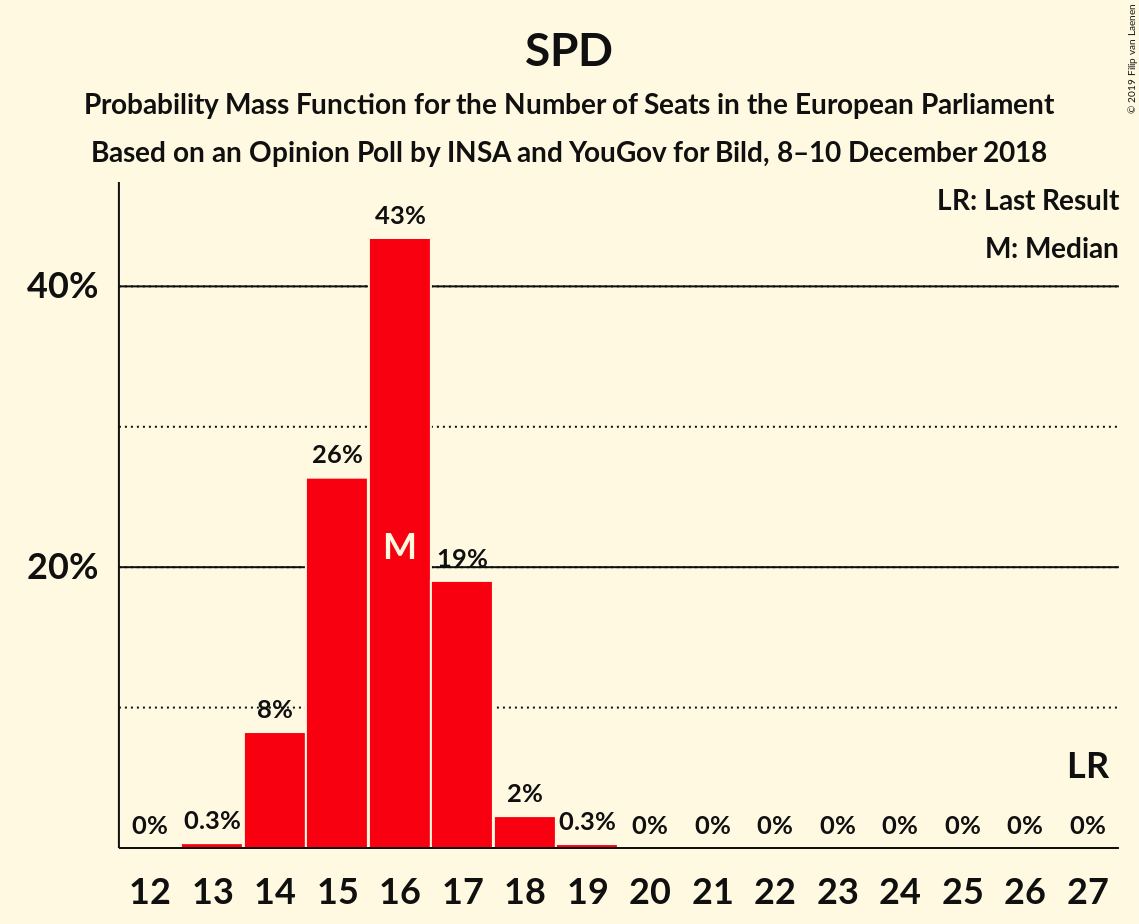 SPD
Probability Mass Function for the Number of Seats in the European Parliament
Based on an Opinion Poll by INSA and YouGov for Bild, 8–10 December 2018
© 2019 Filip van Laenen
LR: Last Result
M: Median
40%
20%
0% 0.3% 8% 26% 43% 19% 2% 0.3% 0% 0% 0% 0% 0% 0% 0% 0%
M
LR
12 13 14 15 16 17 18 19 20 21 22 23 24 25 26 27